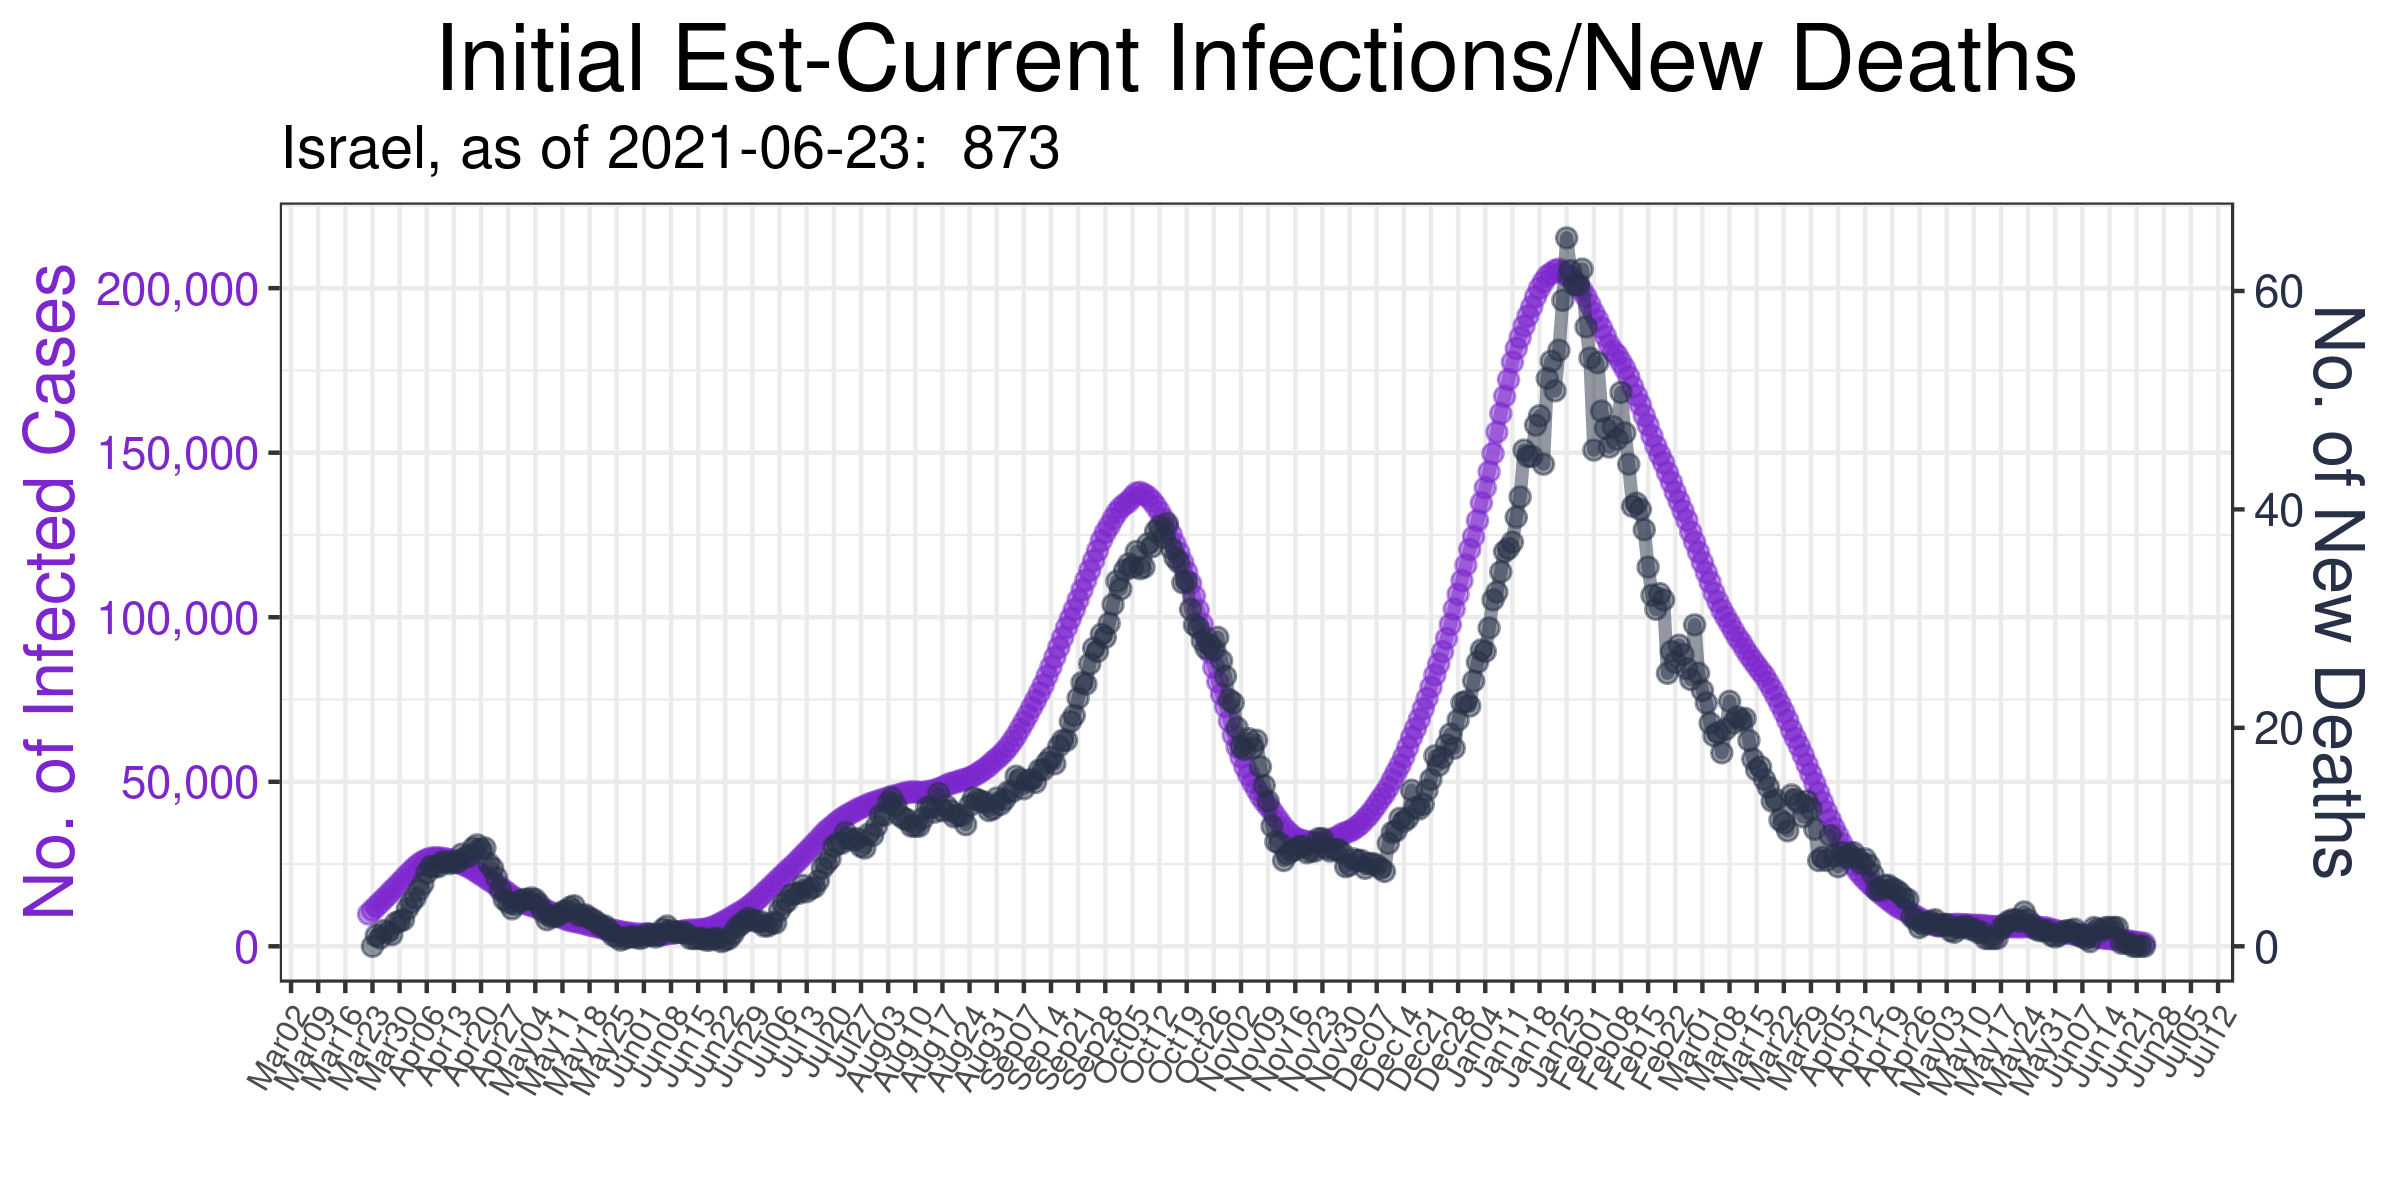 Initial Est-Current Infections/New Deaths
Israel, as of 2021-06-23:  873
No. of Infected Cases
200,000
150,000
100,000
50,000
0
60
40
20
0
No. of New Deaths
Mar02
Mar09
Mar16
Mar23
Mar30
Apr06
Apr13
Apr20
Apr27
May04
May11
May18
May25
Jun01
Jun08
Jun15
Jun22
Jun29
Jul06
Jul13
Jul20
Jul27
Aug03
Aug10
Aug17
Aug24
Aug31
Sep07
Sep14
Sep21
Sep28
Oct05
Oct12
Oct19
Oct26
Nov02
Nov09
Nov16
Nov23
Nov30
Dec07
Dec14
Dec21
Dec28
Jan04
Jan11
Jan18
Jan25
Feb01
Feb08
Feb15
Feb22
Mar01
Mar08
Mar15
Mar22
Mar29
Apr05
Apr12
Apr19
Apr26
May03
May10
May17
May24
May31
Jun07
Jun14
Jun21
Jun28
Jul05
Jul12